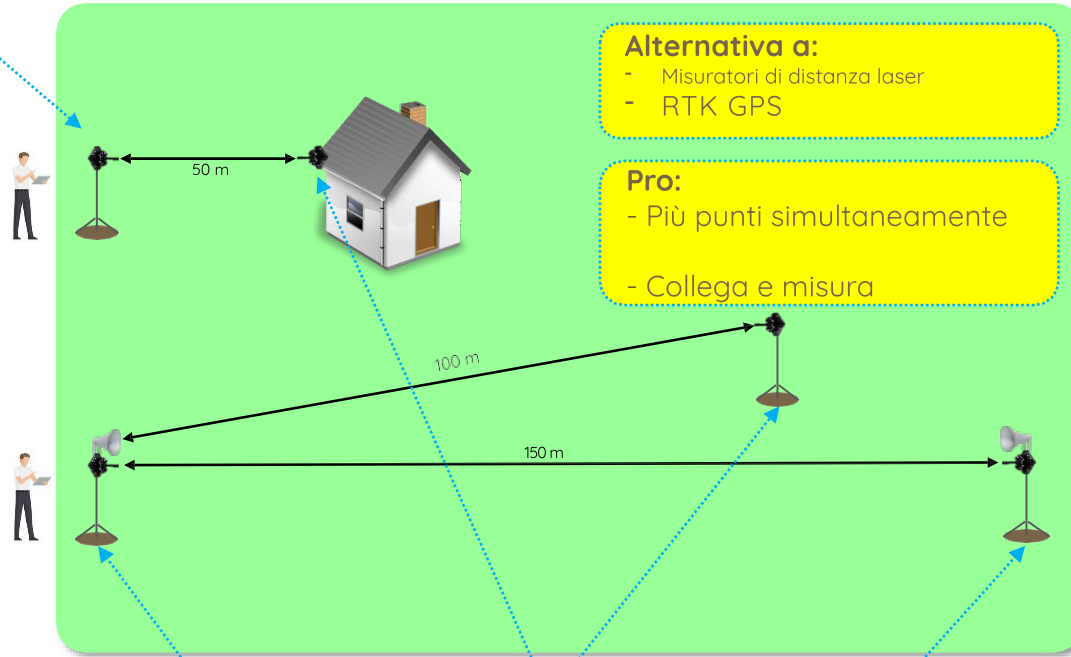 Alternativa a:
- Misuratori di distanza laser
- RTK GPS
50 m
Pro:
- Più punti simultaneamente
- Collega e misura
100 m
150 m